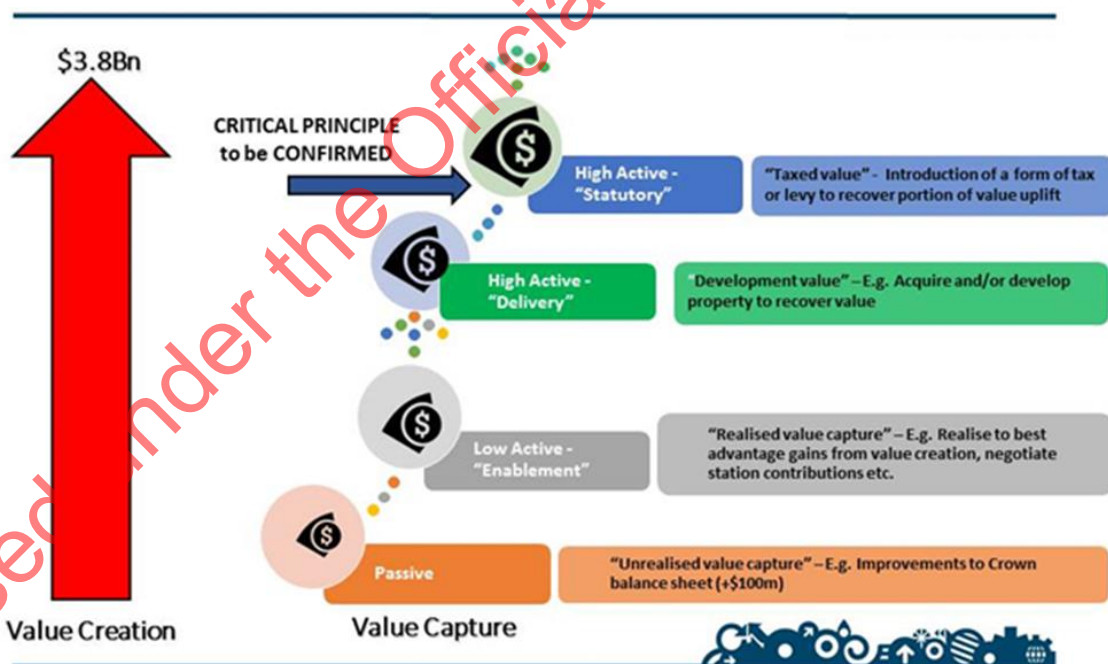 $3.8Bn
CRITICAL PRINCIPLE
to be CONFIRMED
High Active -
“Statutory”
“Taxed value” - Introduction of a form of tax
or levy to recover portion of value uplift
High Active -
“Delivery”
“Development value” – E.g. Acquire and/or develop
property to recover value
Low Active -
“Enablement”
“Realised value capture” – E.g. Realise to best
advantage gains from value creation, negotiate
station contributions etc.
Passive
“Unrealised value capture” – E.g. Improvements to Crown
balance sheet (+$100m)
Value Creation
Value Capture
under the Official